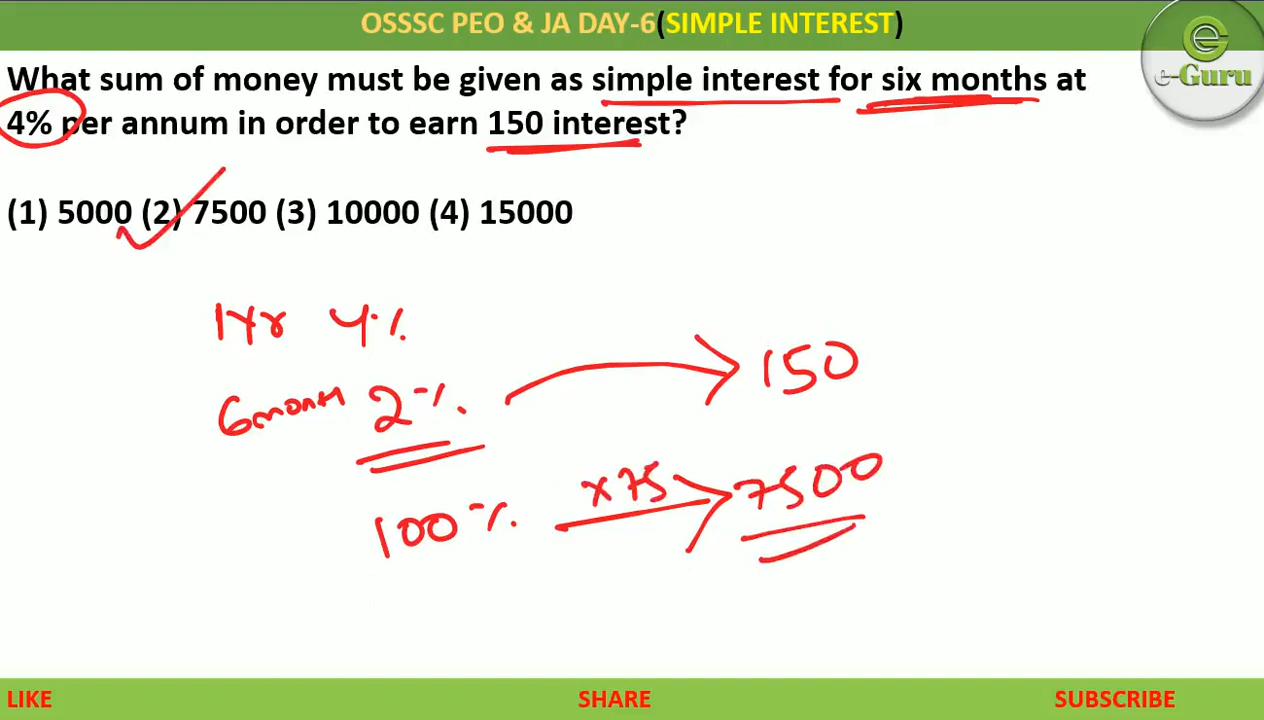 OSSSC PEO & JA DAY-6(SIMPLE INTEREST)
e-Guru
What sum of money must be given as simple interest for six months at
4% per annum in order to earn 150 interest?
(1) 5000 (2) 7500 (3) 10000 (4) 15000
1Yr 4%
6month 2% 150
100% x75 7500
LIKE SHARE SUBSCRIBE